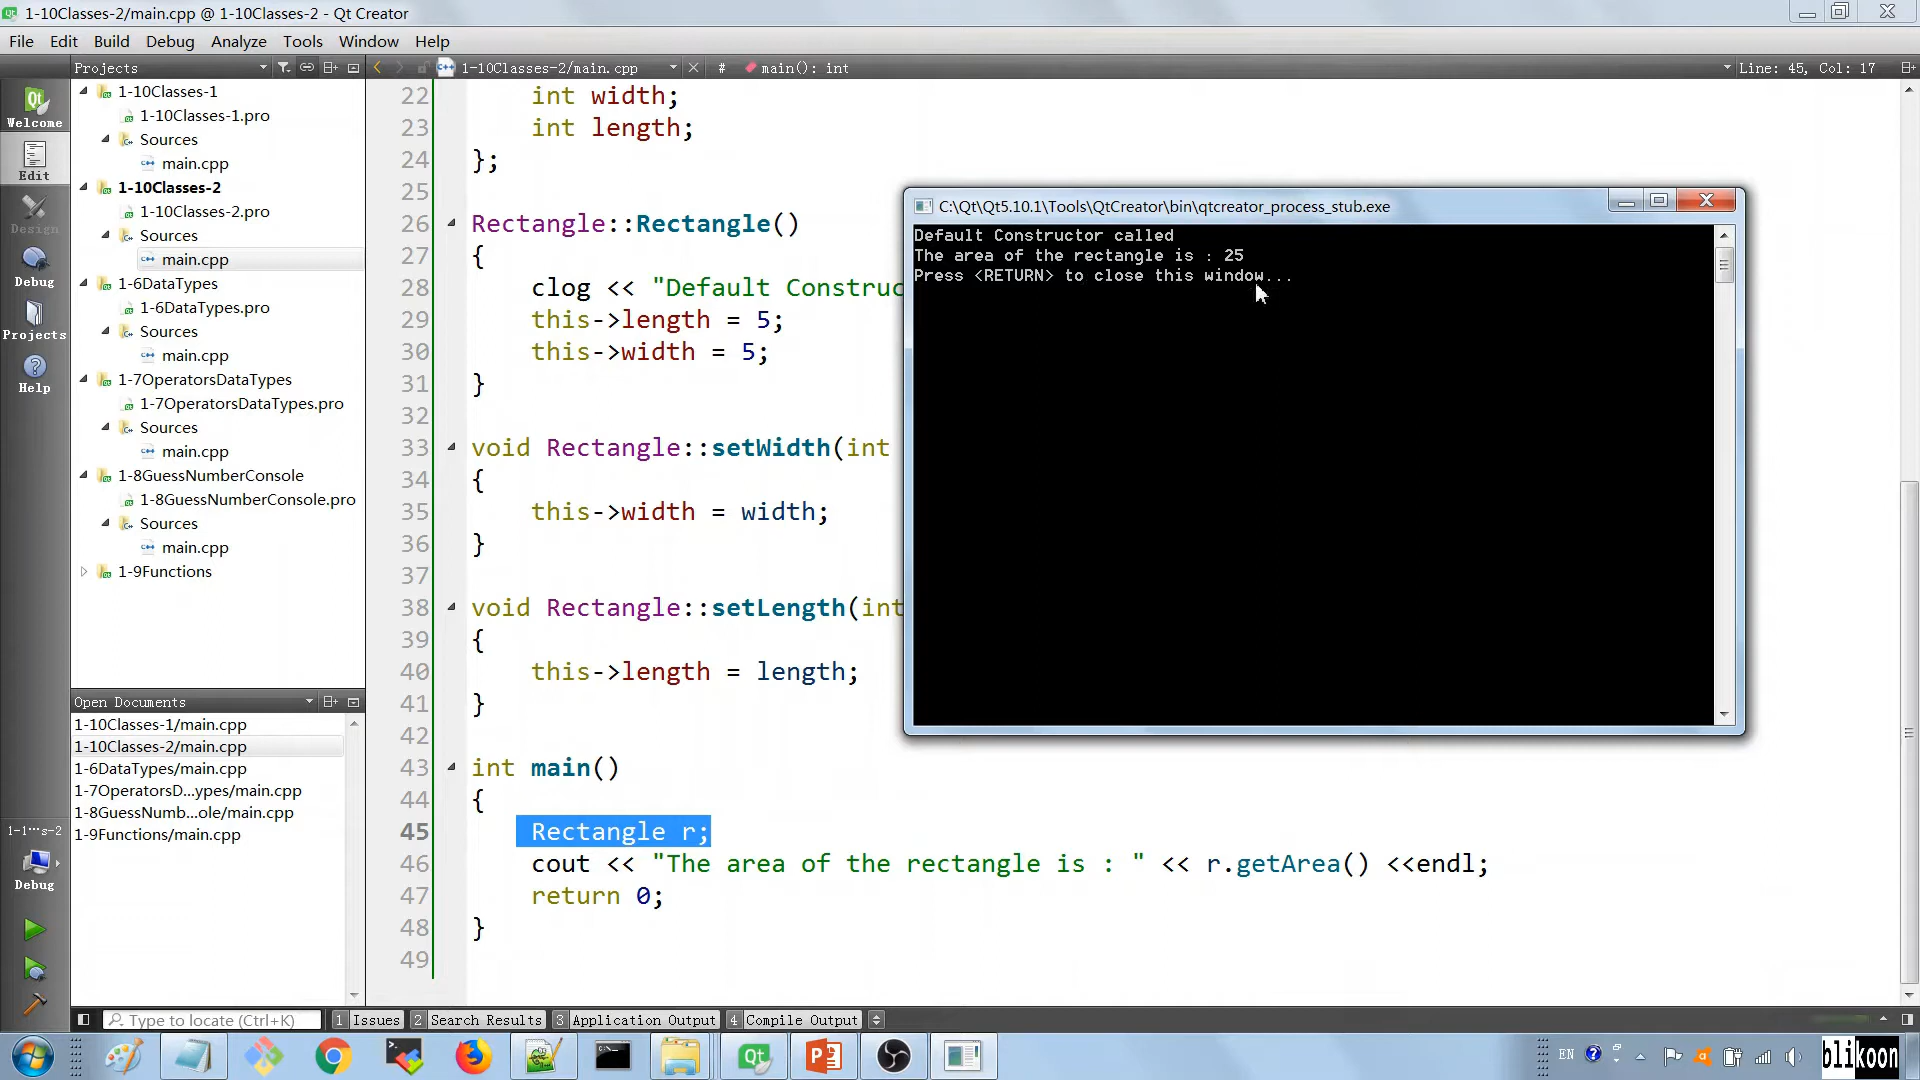 1-10Classes-2/main.cpp @ 1-10Classes-2 - Qt Creator
File Edit Build Debug Analyze Tools Window Help
Projects
1-10Classes-2/main.cpp
#
main(): int
Line: 45, Col: 17
Welcome
Edit
Design
Debug
Projects
Help
1-1···s-2
Debug
1-10Classes-1
1-10Classes-1.pro
Sources
main.cpp
1-10Classes-2
1-10Classes-2.pro
Sources
main.cpp
1-6DataTypes
1-6DataTypes.pro
Sources
main.cpp
1-7OperatorsDataTypes
1-7OperatorsDataTypes.pro
Sources
main.cpp
1-8GuessNumberConsole
1-8GuessNumberConsole.pro
Sources
main.cpp
1-9Functions
Open Documents
1-10Classes-1/main.cpp
1-10Classes-2/main.cpp
1-6DataTypes/main.cpp
1-7OperatorsD...ypes/main.cpp
1-8GuessNumb...ole/main.cpp
1-9Functions/main.cpp
22 int width;
23 int length;
24 };
25
26 Rectangle::Rectangle()
27 {
28 clog << "Default Construc
29 this->length = 5;
30 this->width = 5;
31 }
32
33 void Rectangle::setWidth(int
34 {
35 this->width = width;
36 }
37
38 void Rectangle::setLength(int
39 {
40 this->length = length;
41 }
42
43 int main()
44 {
45 Rectangle r;
46 cout << "The area of the rectangle is : " << r.getArea() <<endl;
47 return 0;
48 }
49
C:\Qt\Qt5.10.1\Tools\QtCreator\bin\qtcreator_process_stub.exe
Default Constructor called
The area of the rectangle is : 25
Press <RETURN> to close this window...
Type to locate (Ctrl+K)
1 Issues 2 Search Results 3 Application Output 4 Compile Output
EN
blikoon